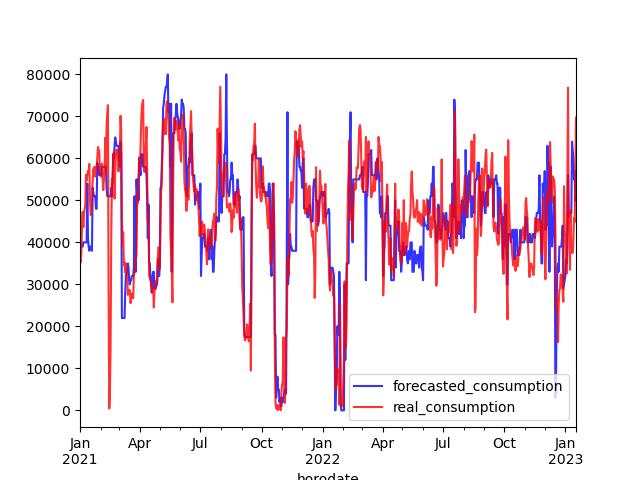 80000
70000
60000
50000
40000
30000
20000
10000
0
forecasted_consumption
real_consumption
Jan Apr Jul Oct Jan Apr Jul Oct Jan
2021 2022 2023
horodate